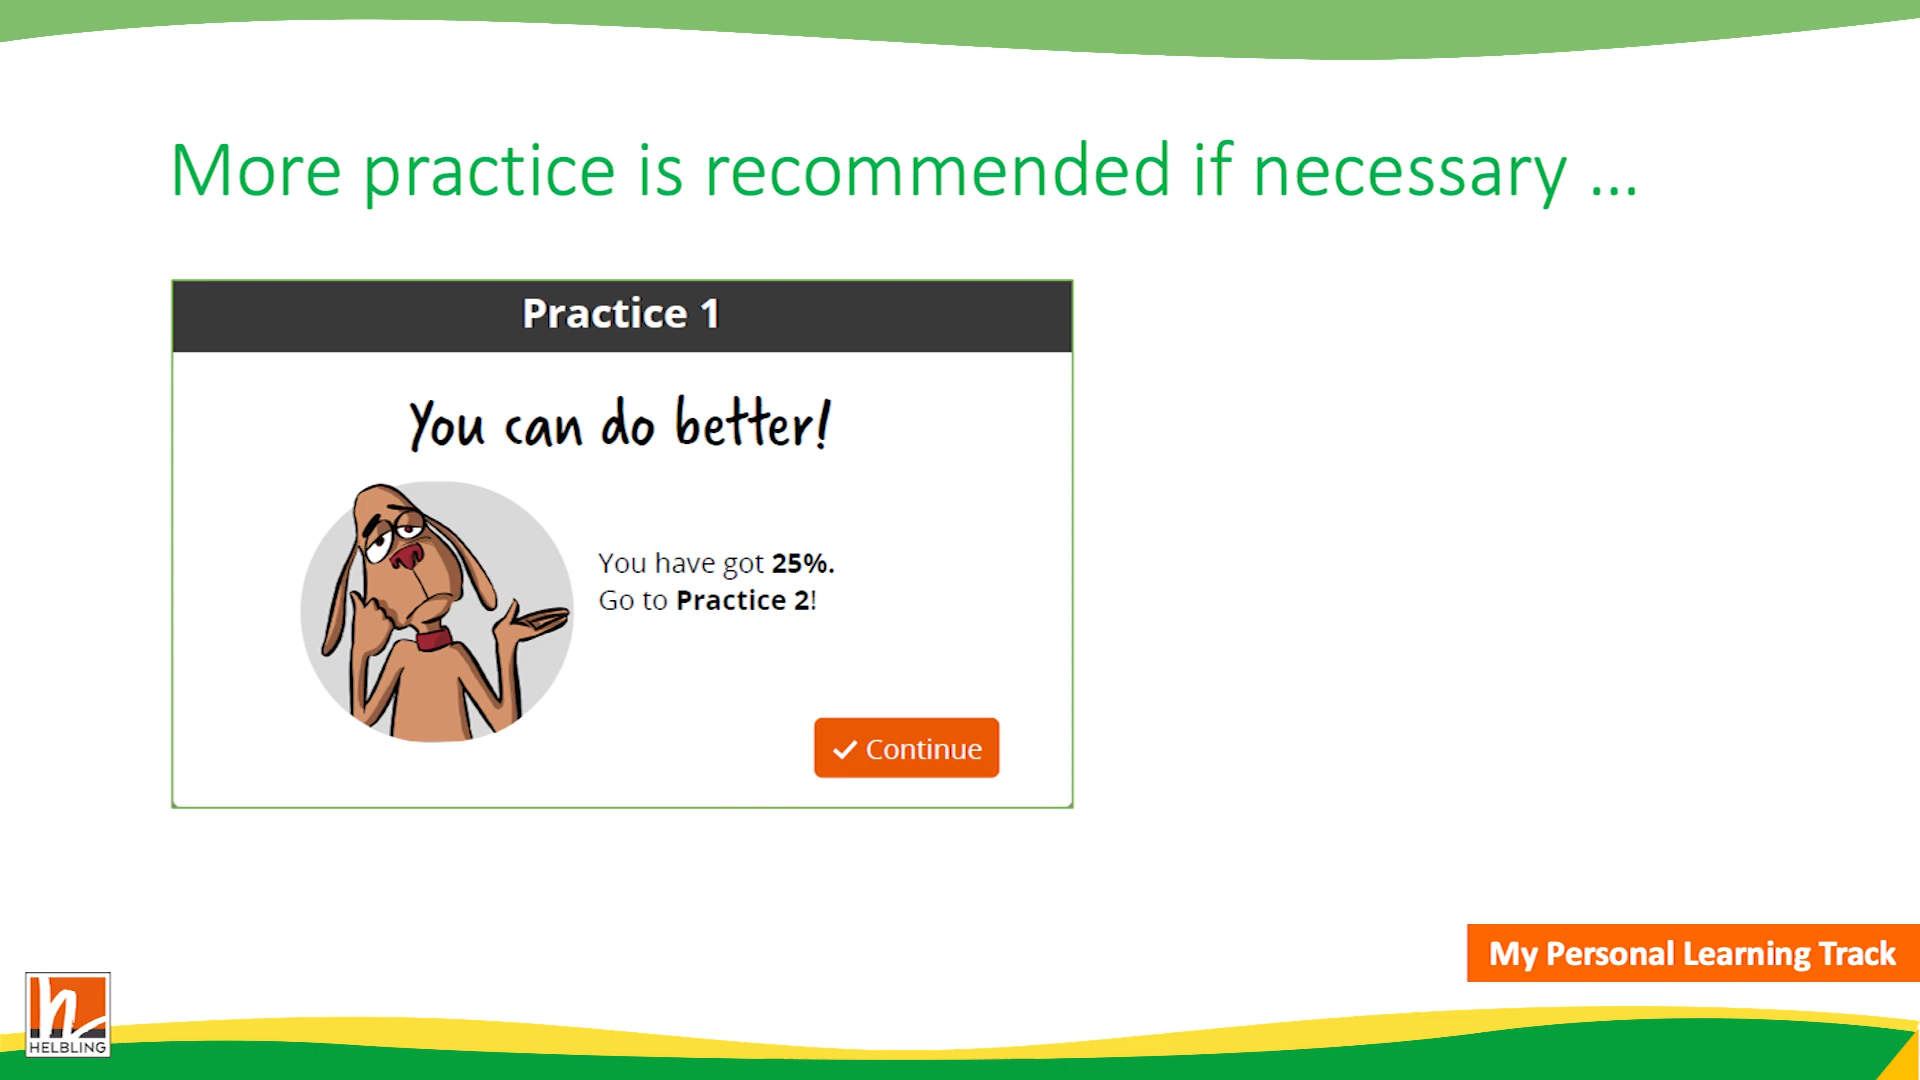 More practice is recommended if necessary ...
Practice 1
You can do better!
You have got 25%.
Go to Practice 2!
Continue
My Personal Learning Track
h
HELBLING